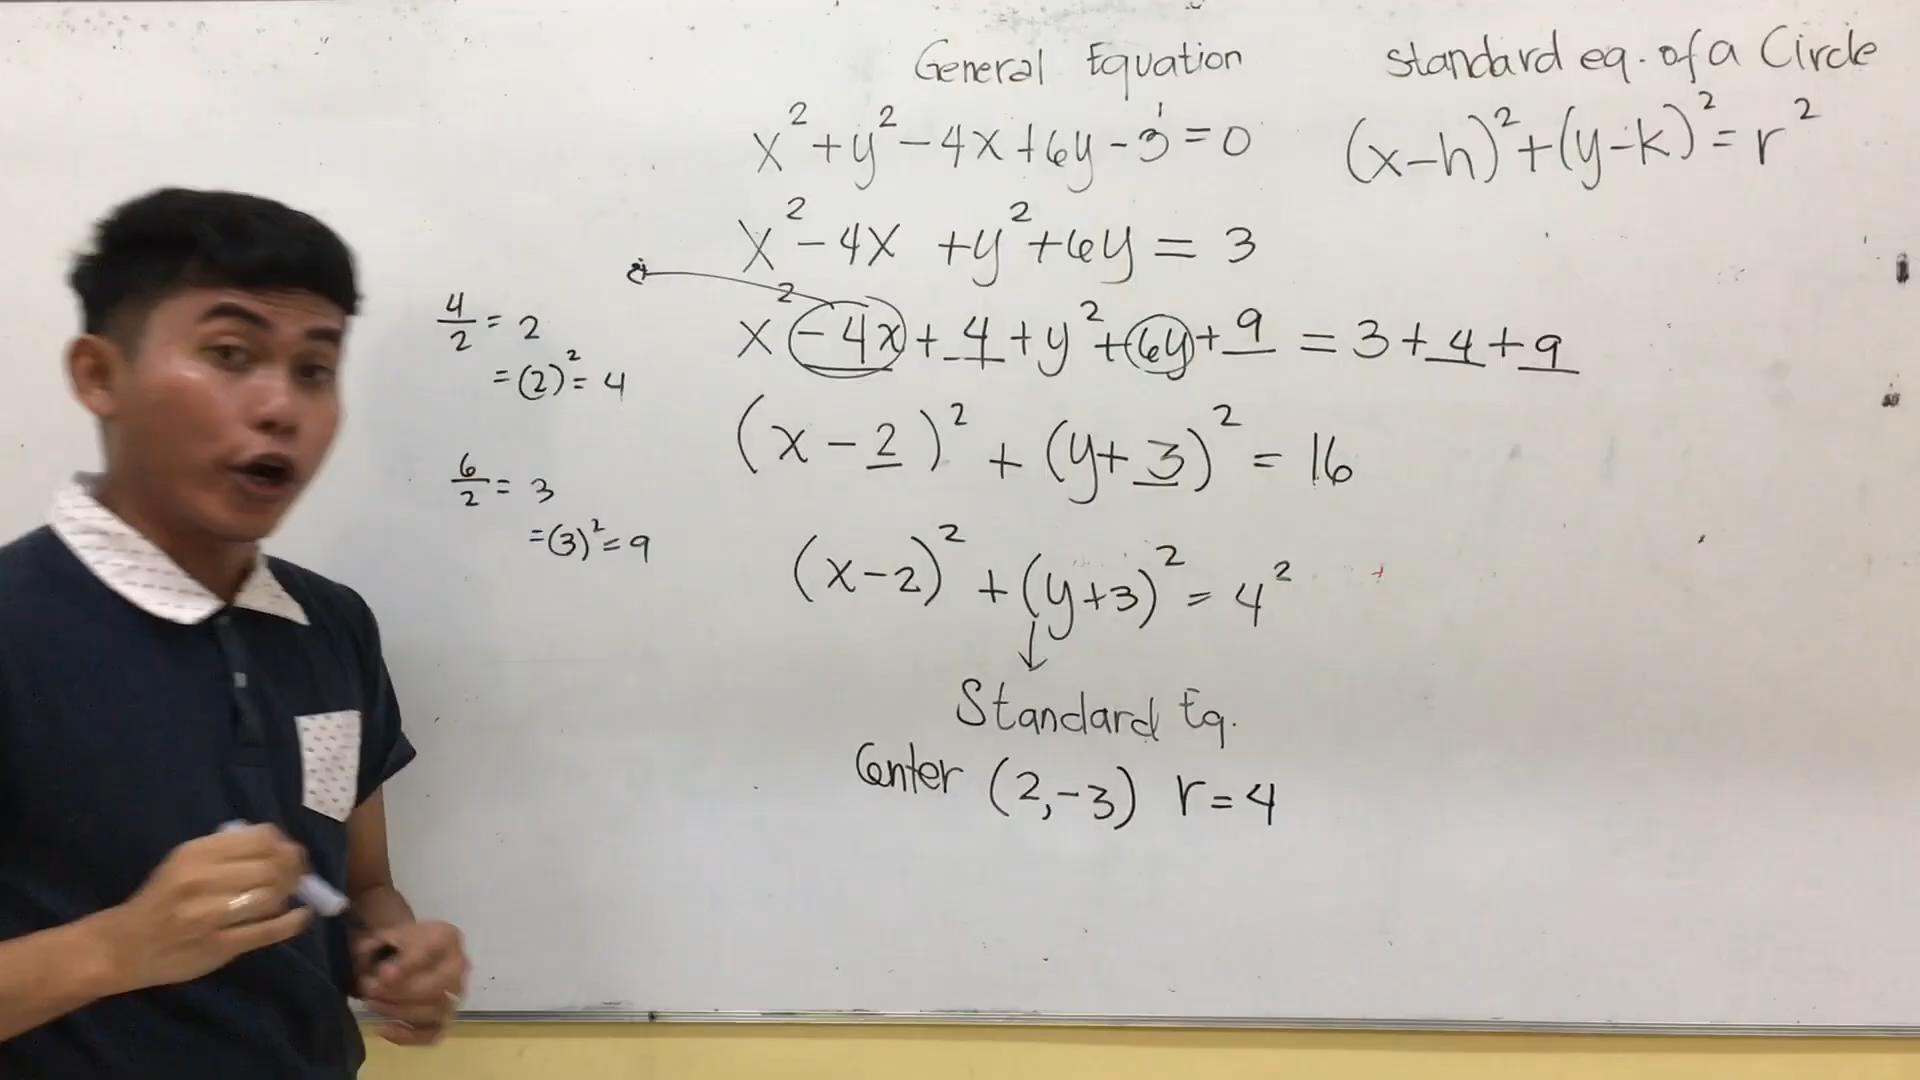 General Equation
x² + y² - 4x + 6y - 3 = 0
x² - 4x + y² + 6y = 3
x² - 4x + 4 + y² + 6y + 9 = 3 + 4 + 9
(x - 2)² + (y + 3)² = 16
(x - 2)² + (y + 3)² = 4²
↓
Standard Eq.
Center (2, -3) r = 4
Standard eq. of a Circle
(x - h)² + (y - k)² = r²
4/2 = 2
= (2)² = 4
6/2 = 3
= (3)² = 9